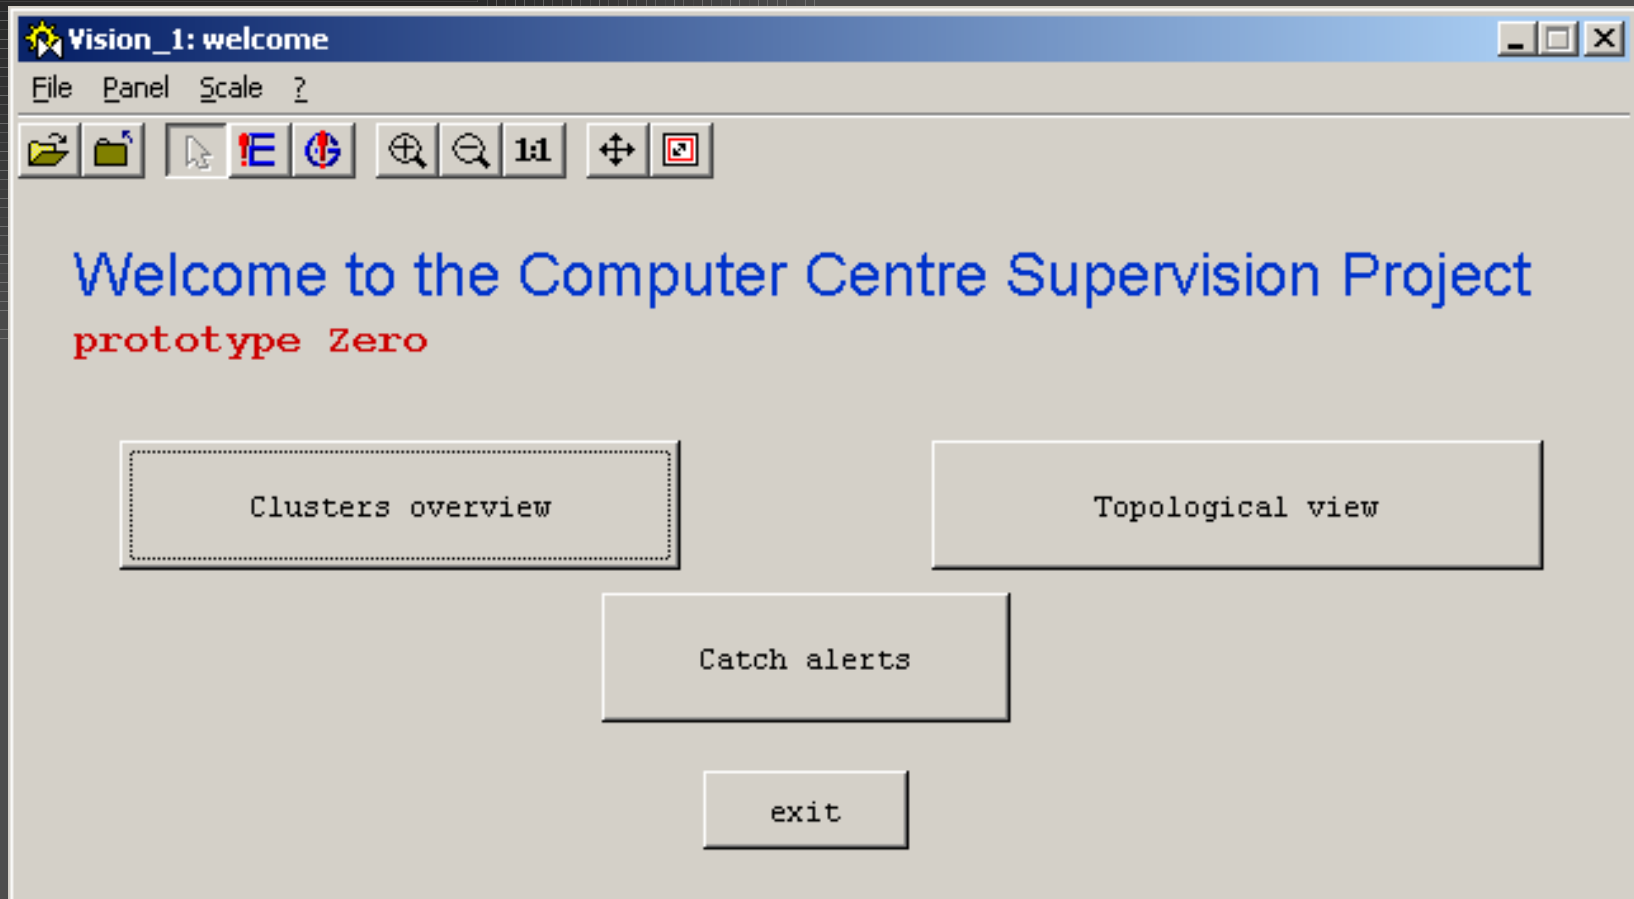 Vision_1: welcome
File Panel Scale ?
1:1
Welcome to the Computer Centre Supervision Project
prototype Zero
Clusters overview Topological view
Catch alerts
exit